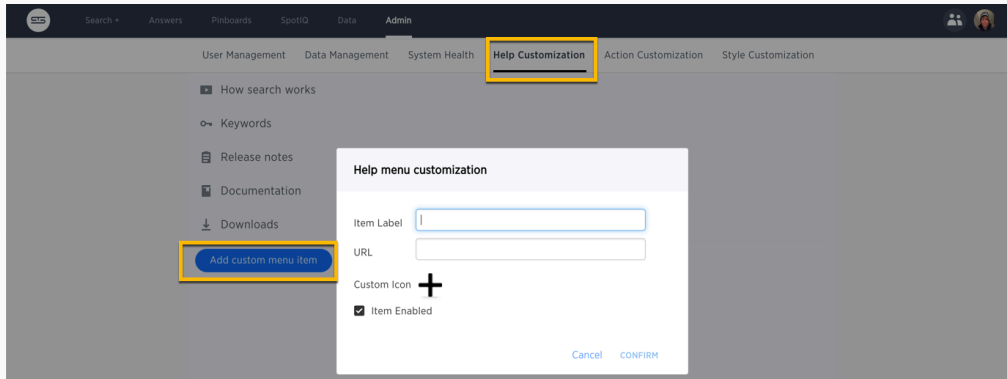 Search + Answers Pinboards SpotIQ Data Admin
User Management Data Management System Health Help Customization Action Customization Style Customization
How search works
Keywords
Release notes
Documentation
Downloads
Add custom menu item
Help menu customization
Item Label
URL
Custom Icon
Item Enabled
Cancel CONFIRM